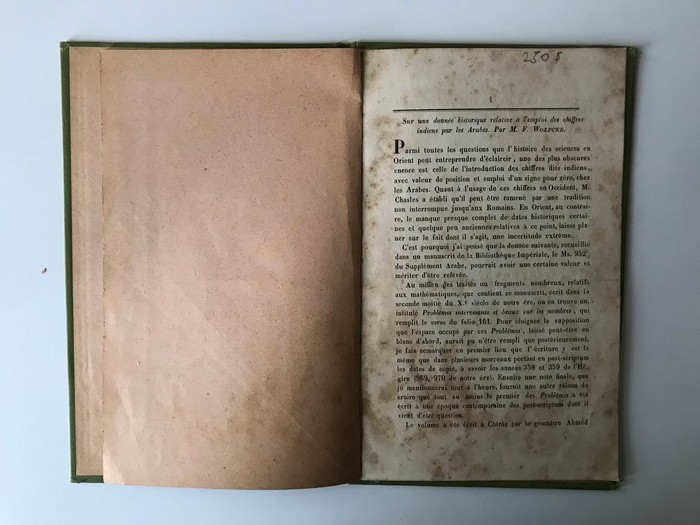 250 $
1
Sur une donnée historique relative à l'emploi des chiffres
indiens par les Arabes. Par M. F. WOEPCKE.
Parmi toutes les questions que l'histoire des sciences en
Orient peut entreprendre d'éclaircir, une des plus obscures
encore est celle de l'introduction des chiffres dits indiens,
avec valeur de position et emploi d'un signe pour zéro, chez
les Arabes. Quant à l'usage de ces chiffres en Occident, M.
Chasles a établi qu'il peut être ramené par une tradition
non interrompue jusqu'aux Romains. En Orient, au contrai-
re, le manque presque complet de dates historiques certai-
nes et quelque peu anciennes relatives à ce point, laisse pla-
ner sur le fait dont il s'agit, une incertitude extrême.
C'est pourquoi j'ai pensé que la donnée suivante, recueillie
dans un manuscrit de la Bibliothèque Impériale, le Ms. 952
du Supplément Arabe, pourrait avoir une certaine valeur et
mériter d'être relevée.
Au milieu des traités ou fragments nombreux, relatifs
aux mathématiques, que contient ce manuscrit, écrit dans la
seconde moitié du X.e siècle de notre ère, on en trouve un,
intitulé Problèmes interessants et beaux sur les nombres, qui
remplit le verso du folio 161. Pour éloigner la supposition
que l'espace occupé par ces Problèmes, laissé peut-être en
blanc d'abord, aurait pu n'être rempli que postérieurement,
je fais remarquer en premier lieu que l'écriture y est la
même que dans plusieurs morceaux portant en post-scriptum
les dates de copie, à savoir les années 358 et 359 de l'Hé-
gire (969, 970 de notre ère). Ensuite une note finale, que
je mentionnerai tout à l'heure, fournit une autre raison de
croire que tout au moins le premier des Problèmes a été
écrit à une époque contemporaine des post-scriptum dont il
vient d'être question.
Le volume a été écrit à Chîrâz par le géomètre Ahmed